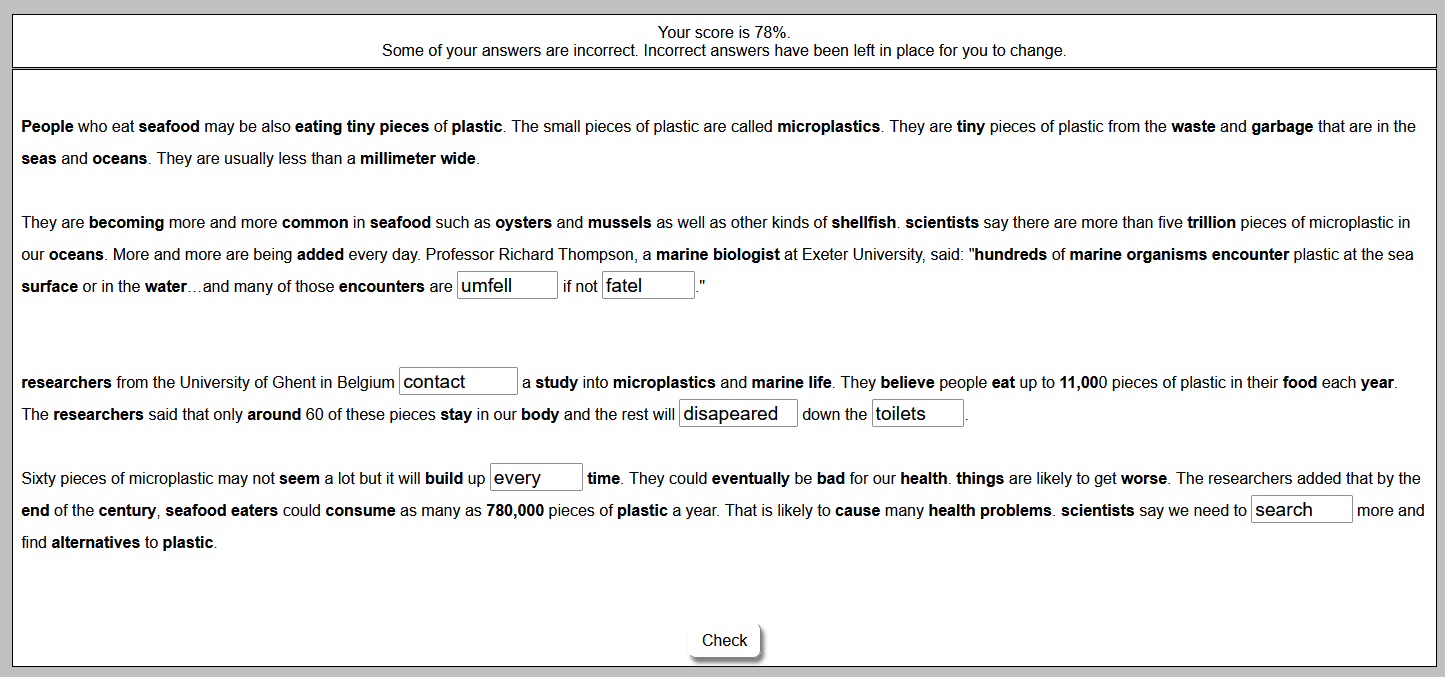 Your score is 78%.
Some of your answers are incorrect. Incorrect answers have been left in place for you to change.
People who eat seafood may be also eating tiny pieces of plastic. The small pieces of plastic are called microplastics. They are tiny pieces of plastic from the waste and garbage that are in the
seas and oceans. They are usually less than a millimeter wide.
They are becoming more and more common in seafood such as oysters and mussels as well as other kinds of shellfish. scientists say there are more than five trillion pieces of microplastic in
our oceans. More and more are being added every day. Professor Richard Thompson, a marine biologist at Exeter University, said: "hundreds of marine organisms encounter plastic at the sea
surface or in the water…and many of those encounters are umfell if not fatel."
researchers from the University of Ghent in Belgium contact a study into microplastics and marine life. They believe people eat up to 11,000 pieces of plastic in their food each year.
The researchers said that only around 60 of these pieces stay in our body and the rest will disapeared down the toilets.
Sixty pieces of microplastic may not seem a lot but it will build up every time. They could eventually be bad for our health. things are likely to get worse. The researchers added that by the
end of the century, seafood eaters could consume as many as 780,000 pieces of plastic a year. That is likely to cause many health problems. scientists say we need to search more and
find alternatives to plastic.
Check